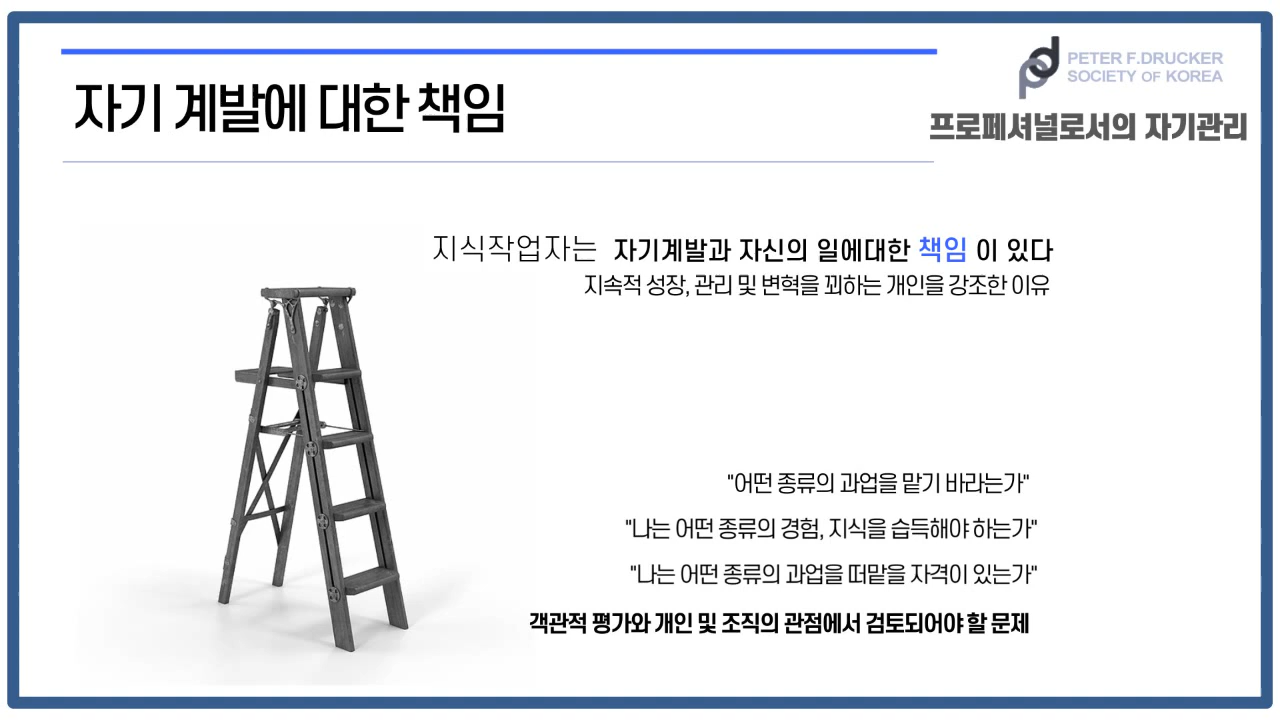 자기 계발에 대한 책임
PETER F.DRUCKER
SOCIETY OF KOREA
프로페셔널로서의 자기관리
지식작업자는 자기계발과 자신의 일에대한 책임 이 있다
지속적 성장, 관리 및 변혁을 꾀하는 개인을 강조한 이유
"어떤 종류의 과업을 맡기 바라는가"
"나는 어떤 종류의 경험, 지식을 습득해야 하는가"
"나는 어떤 종류의 과업을 떠맡을 자격이 있는가"
객관적 평가와 개인 및 조직의 관점에서 검토되어야 할 문제